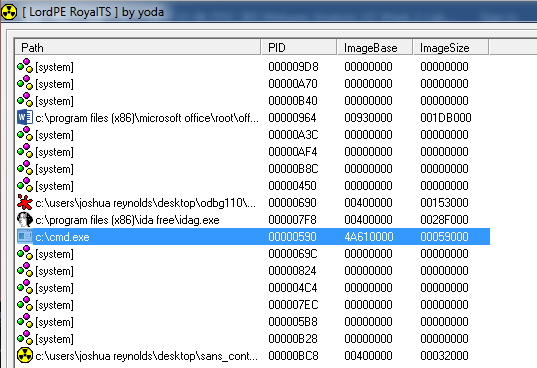 [ LordPE RoyalTS ] by yoda
Path PID ImageBase ImageSize
[system] 000009D8 00000000 00000000
[system] 00000A70 00000000 00000000
[system] 00000B40 00000000 00000000
c:\program files (x86)\microsoft office\root\off... 00000964 00930000 001DB000
[system] 00000A3C 00000000 00000000
[system] 00000AF4 00000000 00000000
[system] 00000B8C 00000000 00000000
[system] 00000450 00000000 00000000
c:\users\joshua reynolds\desktop\odbg110\... 00000690 00400000 00153000
c:\program files (x86)\ida free\idag.exe 000007F8 00400000 0028F000
c:\cmd.exe 00000590 4A610000 00059000
[system] 0000069C 00000000 00000000
[system] 00000824 00000000 00000000
[system] 000004C4 00000000 00000000
[system] 000007EC 00000000 00000000
[system] 000005B8 00000000 00000000
[system] 00000B28 00000000 00000000
c:\users\joshua reynolds\desktop\sans_cont... 00000BC8 00400000 00032000